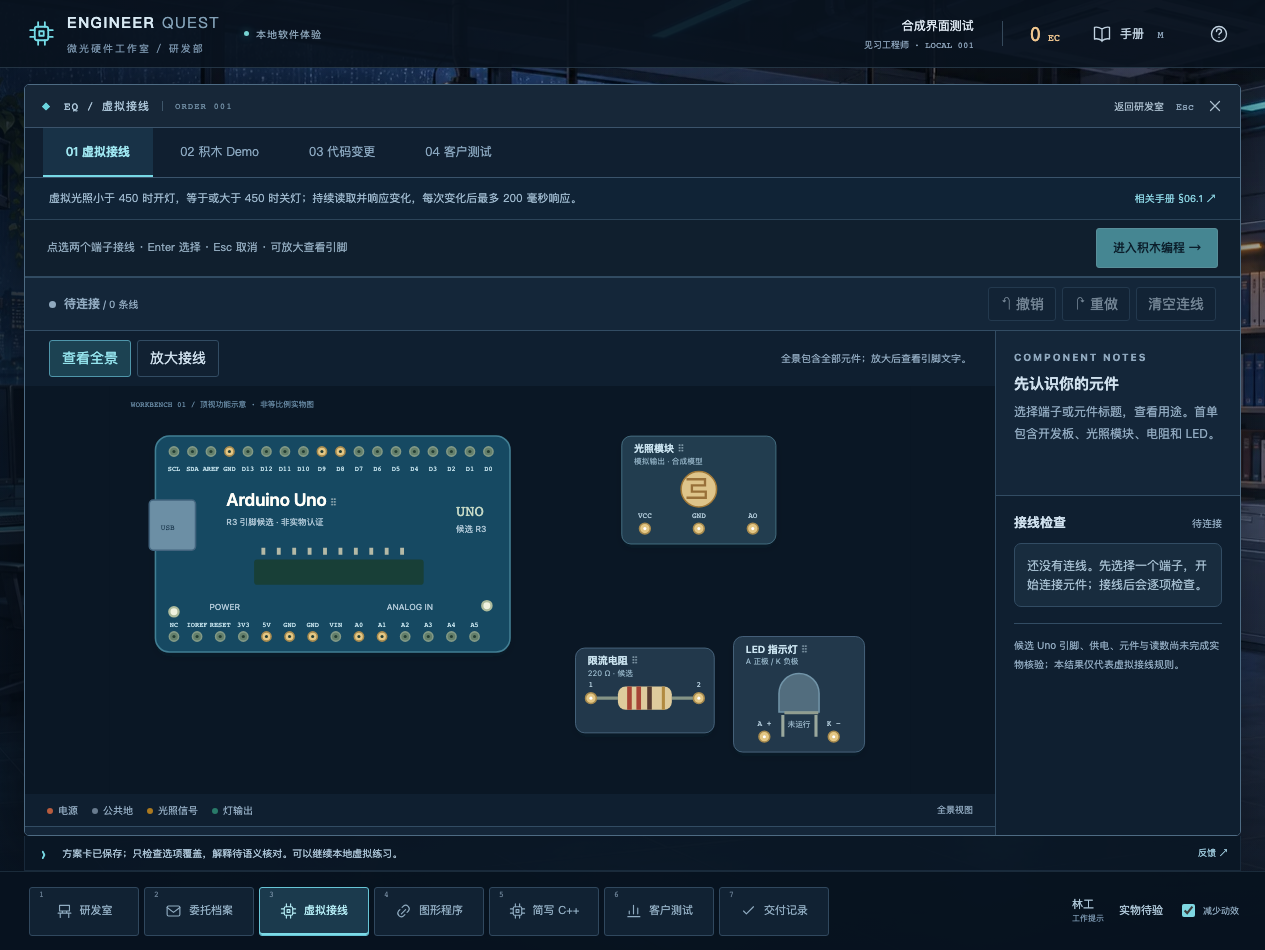 ENGINEER QUEST
微光硬件工作室 / 研发部
本地软件体验
合成界面测试
见习工程师 · LOCAL 001
0 EC
手册 M
EQ / 虚拟接线
ORDER 001
返回研发室 Esc
01 虚拟接线
02 积木 Demo
03 代码变更
04 客户测试
虚拟光照小于 450 时开灯，等于或大于 450 时关灯；持续读取并响应变化，每次变化后最多 200 毫秒响应。
相关手册 §06.1 ↗
点选两个端子接线 · Enter 选择 · Esc 取消 · 可放大查看引脚
进入积木编程 →
待连接 / 0 条线
撤销
重做
清空连线
查看全景
放大接线
全景包含全部元件；放大后查看引脚文字。
WORKBENCH 01 / 顶视功能示意 · 非等比例实物图
SCL SDA AREF GND D13 D12 D11 D10 D9 D8 D7 D6 D5 D4 D3 D2 D1 D0
Arduino Uno
R3 引脚候选 · 非实物认证
UNO
候选 R3
USB
POWER
ANALOG IN
NC IOREF RESET 3V3 5V GND GND VIN A0 A1 A2 A3 A4 A5
光照模块
模拟输出 · 合成模型
VCC GND AO
限流电阻
220 Ω · 候选
1 2
LED 指示灯
A 正极 / K 负极
A + 未运行 K −
电源
公共地
光照信号
灯输出
全景视图
COMPONENT NOTES
先认识你的元件
选择端子或元件标题，查看用途。首单
包含开发板、光照模块、电阻和 LED。
接线检查
待连接
还没有连线。先选择一个端子，开
始连接元件；接线后会逐项检查。
候选 Uno 引脚、供电、元件与读数尚未完成实
物核验；本结果仅代表虚拟接线规则。
方案卡已保存；只检查选项覆盖，解释待语义核对。可以继续本地虚拟练习。
反馈 ↗
1 研发室
2 委托档案
3 虚拟接线
4 图形程序
5 简写 C++
6 客户测试
7 交付记录
林工
工作提示
实物待验
减少动效